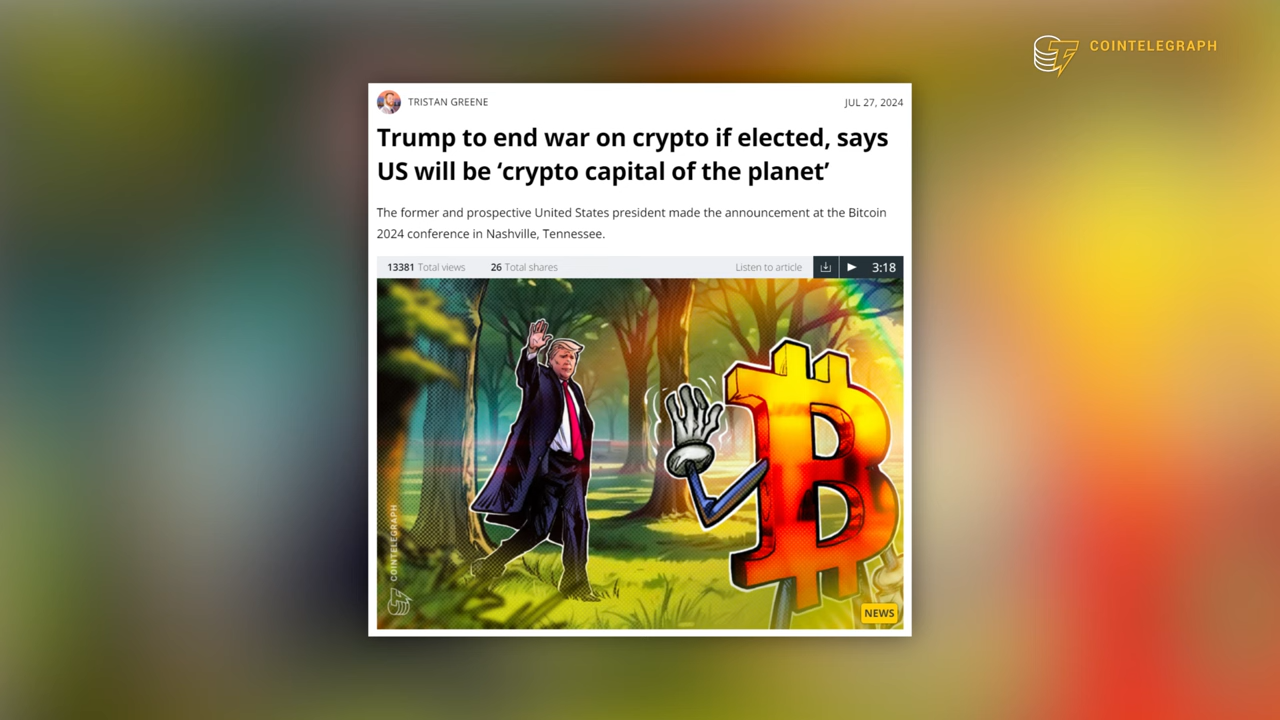 COINTELEGRAPH
TRISTAN GREENE
JUL 27, 2024
Trump to end war on crypto if elected, says
US will be ‘crypto capital of the planet’
The former and prospective United States president made the announcement at the Bitcoin
2024 conference in Nashville, Tennessee.
13381 Total views 26 Total shares Listen to article 3:18
COINTELEGRAPH
NEWS